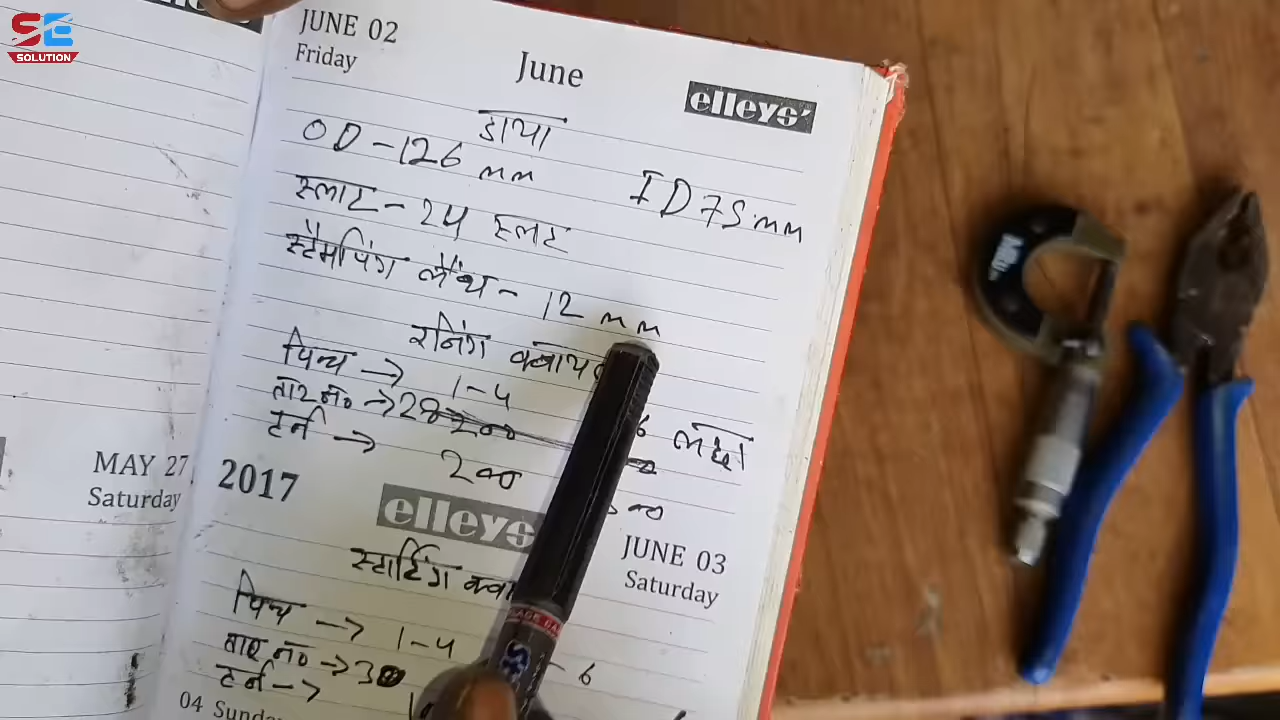 SE
SOLUTION
JUNE 02
Friday
June
elleys
डाया
OD - 126 mm
ID 75 mm
स्लाट - 24 स्लाट
स्टैमपिंग लैंथ - 12 mm
रनिंग
पिच्च → 1-4
तार नं० → 28
टर्न → 200
MAY 27
Saturday
2017
elleys
JUNE 03
Saturday
स्टार्टिंग
पिच्च → 1-4 - 6
तार नं० → 30
टर्न →
04 Sunday